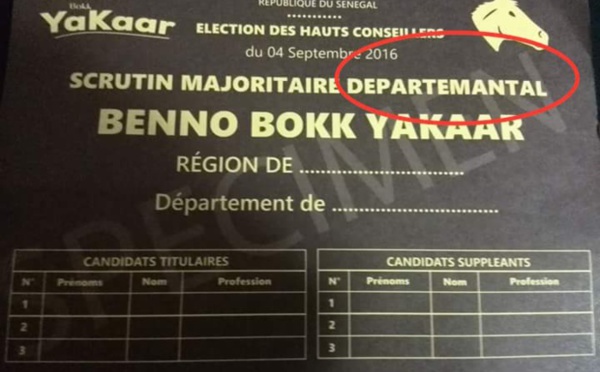 Bokk
YaKaar
REPUBLIQUE DU SENEGAL
ELECTION DES HAUTS CONSEILLERS
du 04 Septembre 2016
SCRUTIN MAJORITAIRE DEPARTEMANTAL
BENNO BOKK YAKAAR
RÉGION DE ................................
Département de ................................
SPECIMEN
CANDIDATS TITULAIRES
N° Prénoms Nom Profession
1
2
3
CANDIDATS SUPPLEANTS
N° Prénoms Nom Profession
1
2
3